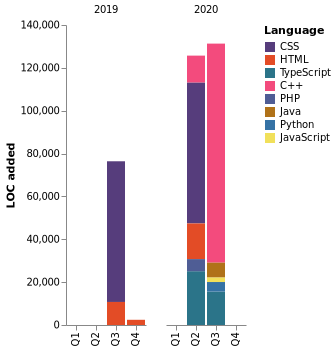 2019
2020
Language
CSS
HTML
TypeScript
C++
PHP
Java
Python
JavaScript
LOC added
140,000
120,000
100,000
80,000
60,000
40,000
20,000
0
Q1
Q2
Q3
Q4
Q1
Q2
Q3
Q4